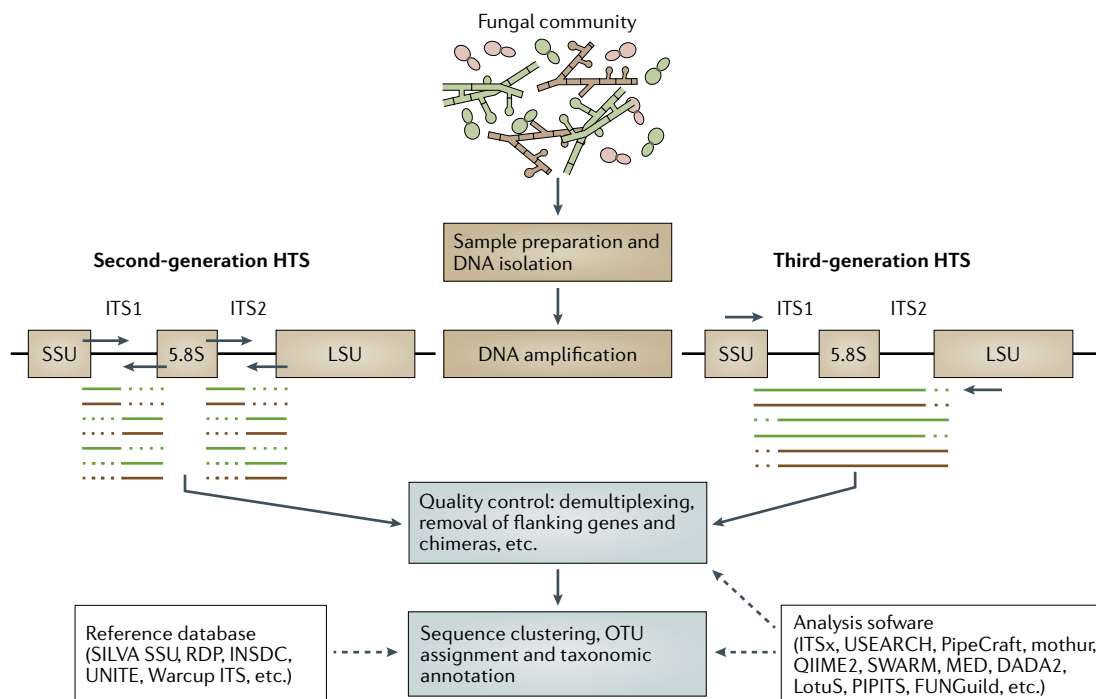 Fungal community
Sample preparation and
DNA isolation
Second-generation HTS
Third-generation HTS
ITS1
ITS2
SSU
5.8S
LSU
DNA amplification
ITS1
ITS2
SSU
5.8S
LSU
Quality control: demultiplexing,
removal of flanking genes and
chimeras, etc.
Reference database
(SILVA SSU, RDP, INSDC,
UNITE, Warcup ITS, etc.)
Sequence clustering, OTU
assignment and taxonomic
annotation
Analysis sofware
(ITSx, USEARCH, PipeCraft, mothur,
QIIME2, SWARM, MED, DADA2,
LotuS, PIPITS, FUNGuild, etc.)